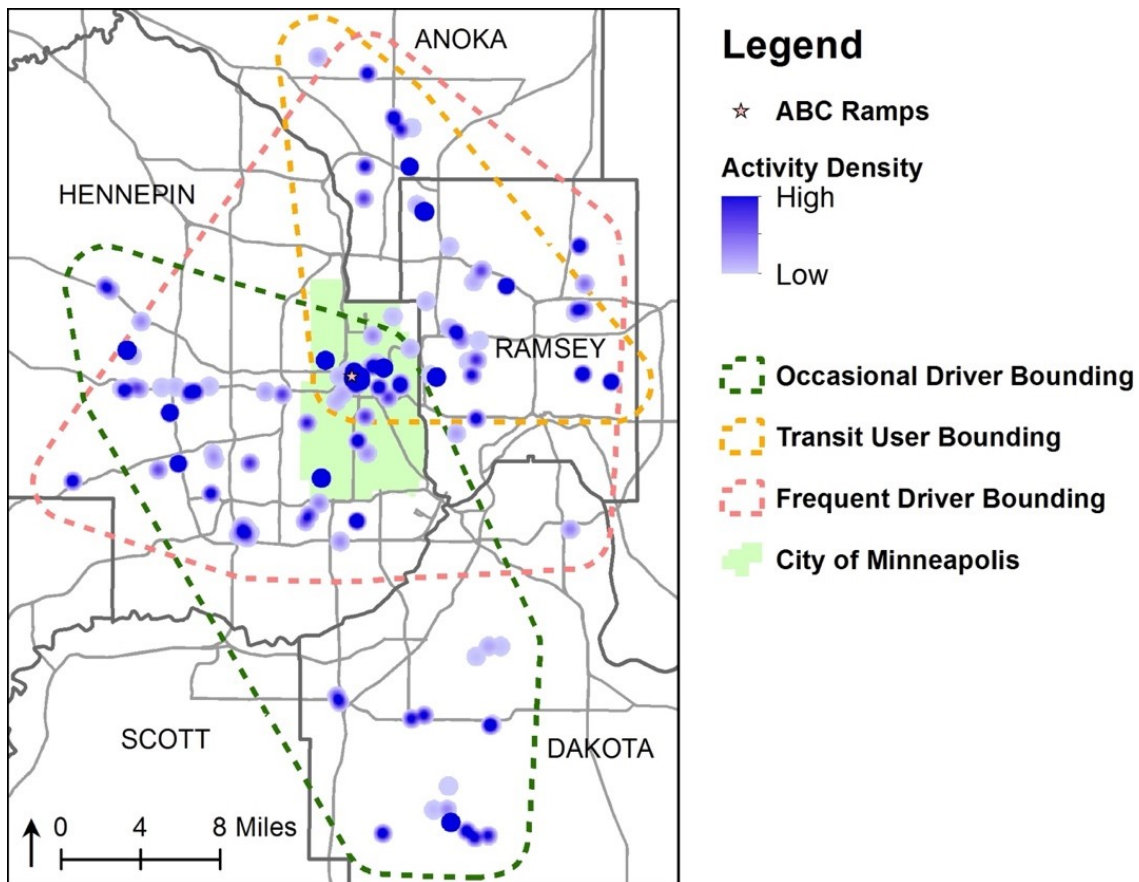 ANOKA
HENNEPIN
RAMSEY
SCOTT
DAKOTA
0 4 8 Miles
Legend
ABC Ramps
Activity Density
High
Low
Occasional Driver Bounding
Transit User Bounding
Frequent Driver Bounding
City of Minneapolis